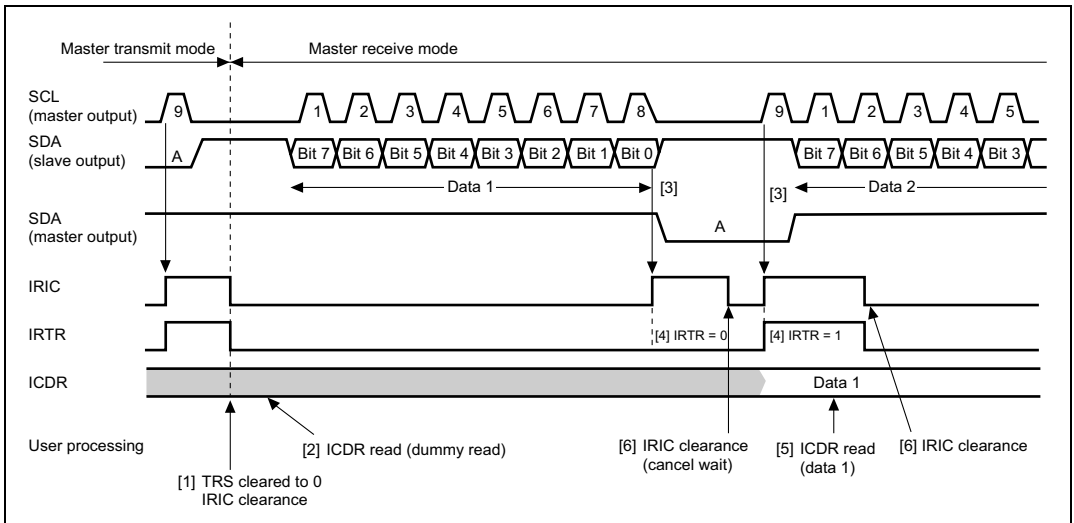 Master transmit mode
Master receive mode
SCL
(master output)
9 1 2 3 4 5 6 7 8 9 1 2 3 4 5
SDA
(slave output)
A Bit 7 Bit 6 Bit 5 Bit 4 Bit 3 Bit 2 Bit 1 Bit 0 Bit 7 Bit 6 Bit 5 Bit 4 Bit 3
Data 1 [3] [3] Data 2
SDA
(master output)
A
IRIC
IRTR
[4] IRTR = 0 [4] IRTR = 1
ICDR
Data 1
User processing
[2] ICDR read (dummy read)
[6] IRIC clearance
(cancel wait)
[5] ICDR read
(data 1)
[6] IRIC clearance
[1] TRS cleared to 0
IRIC clearance